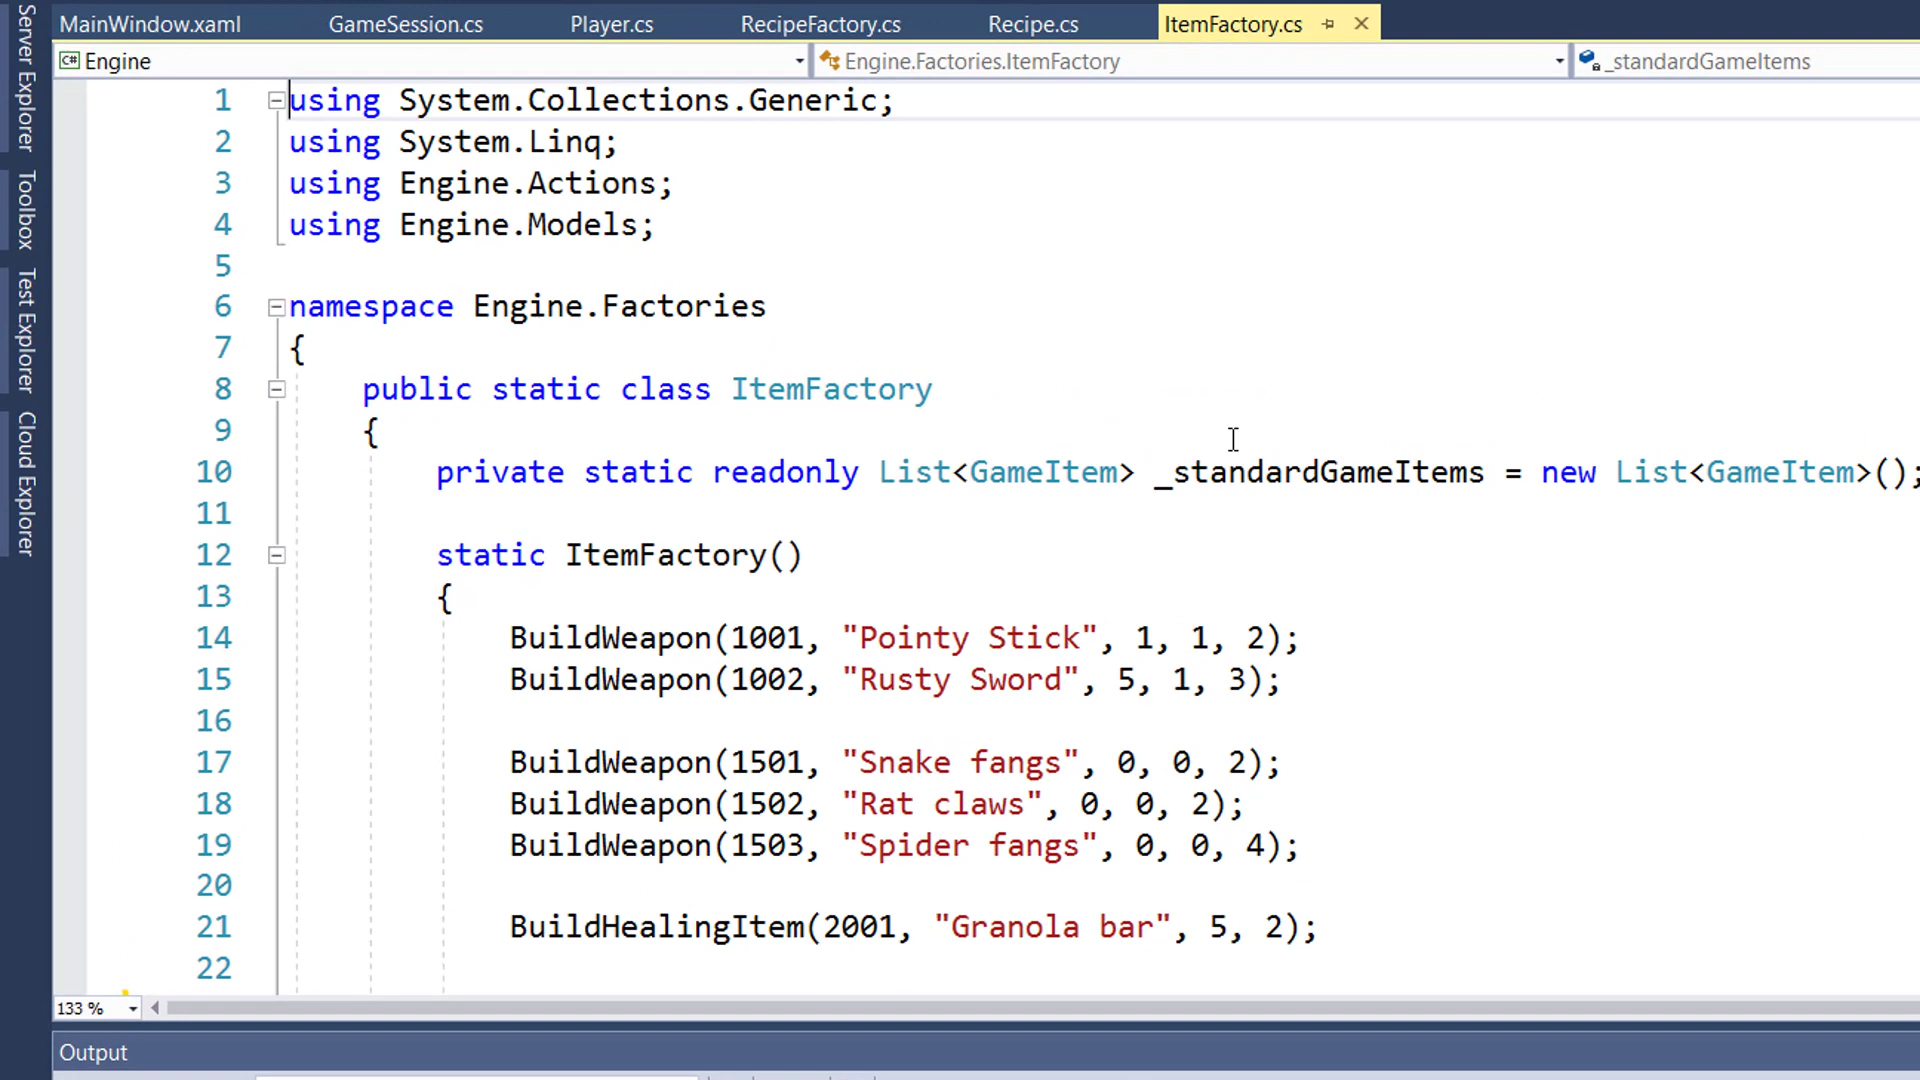 MainWindow.xaml GameSession.cs Player.cs RecipeFactory.cs Recipe.cs ItemFactory.cs
C# Engine Engine.Factories.ItemFactory _standardGameItems
Server Explorer
Toolbox
Test Explorer
Cloud Explorer
1 using System.Collections.Generic;
2 using System.Linq;
3 using Engine.Actions;
4 using Engine.Models;
5
6 namespace Engine.Factories
7 {
8 public static class ItemFactory
9 {
10 private static readonly List<GameItem> _standardGameItems = new List<GameItem>();
11
12 static ItemFactory()
13 {
14 BuildWeapon(1001, "Pointy Stick", 1, 1, 2);
15 BuildWeapon(1002, "Rusty Sword", 5, 1, 3);
16
17 BuildWeapon(1501, "Snake fangs", 0, 0, 2);
18 BuildWeapon(1502, "Rat claws", 0, 0, 2);
19 BuildWeapon(1503, "Spider fangs", 0, 0, 4);
20
21 BuildHealingItem(2001, "Granola bar", 5, 2);
22
133 %
Output